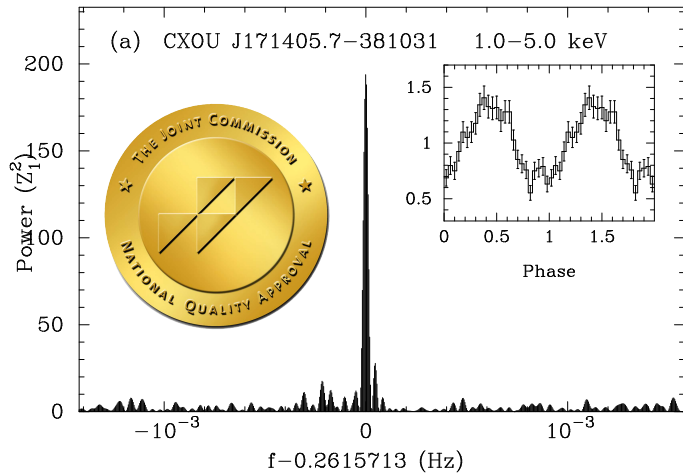 (a) CXOU J171405.7−381031 1.0−5.0 keV
200
150
100
50
0
Power (Z₁²)
THE JOINT COMMISSION
NATIONAL QUALITY APPROVAL
1.5
1
0.5
0 0.5 1 1.5
Phase
−10⁻³ 0 10⁻³
f−0.2615713 (Hz)